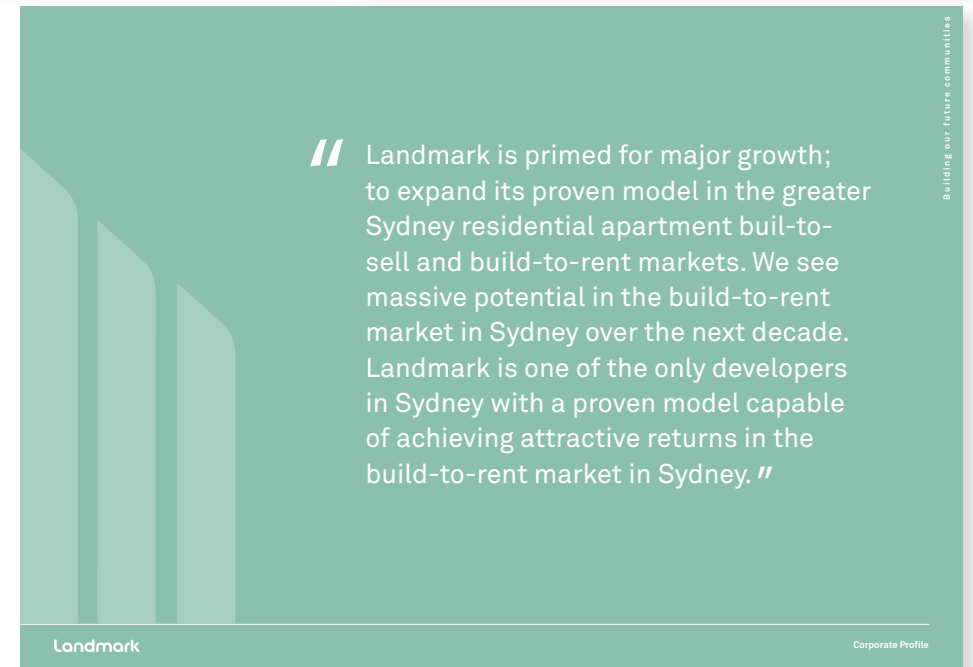 Building our future communities
“ Landmark is primed for major growth;
to expand its proven model in the greater
Sydney residential apartment buil-to-
sell and build-to-rent markets. We see
massive potential in the build-to-rent
market in Sydney over the next decade.
Landmark is one of the only developers
in Sydney with a proven model capable
of achieving attractive returns in the
build-to-rent market in Sydney. ”
Landmark
Corporate Profile